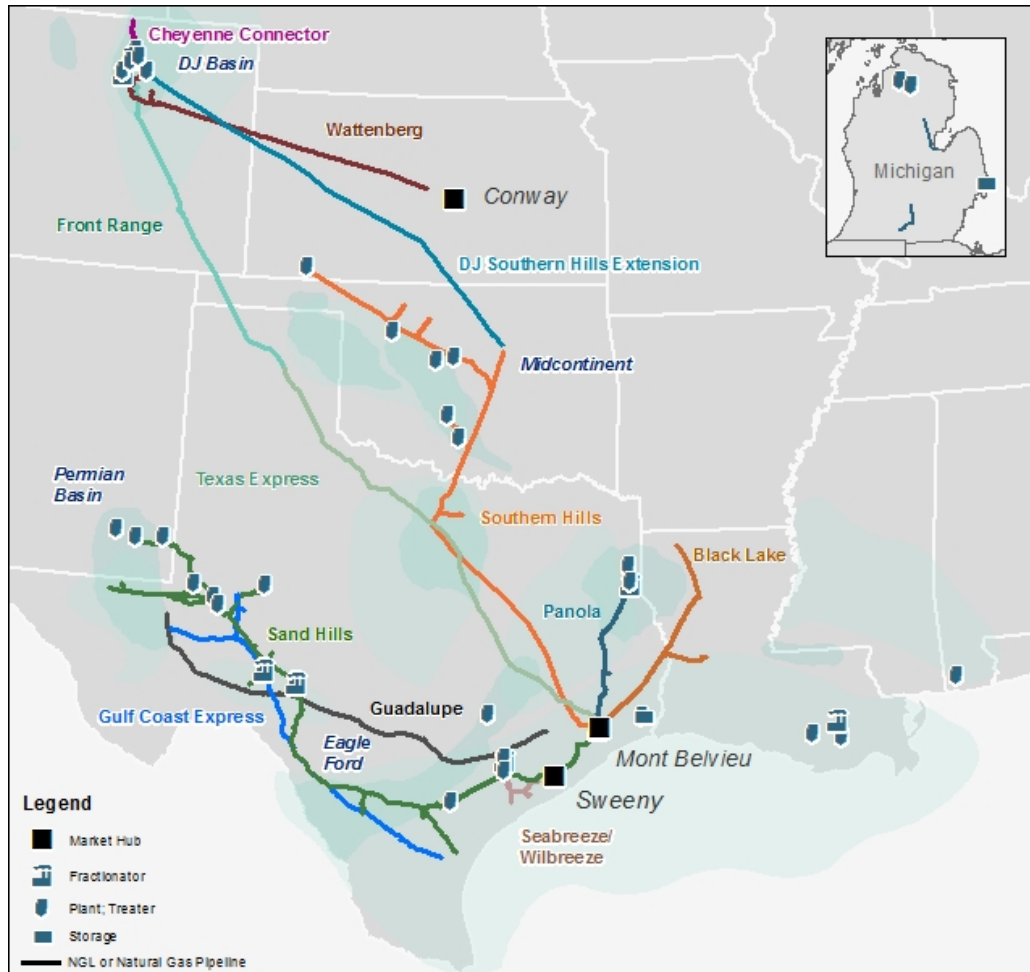 Cheyenne Connector
DJ Basin
Wattenberg
Michigan
Conway
Front Range
DJ Southern Hills Extension
Midcontinent
Permian
Basin
Texas Express
Southern Hills
Black Lake
Panola
Sand Hills
Guadalupe
Gulf Coast Express
Eagle
Ford
Mont Belvieu
Sweeny
Seabreeze/
Wilbreeze
Legend
Market Hub
Fractionator
Plant; Treater
Storage
NGL or Natural Gas Pipeline